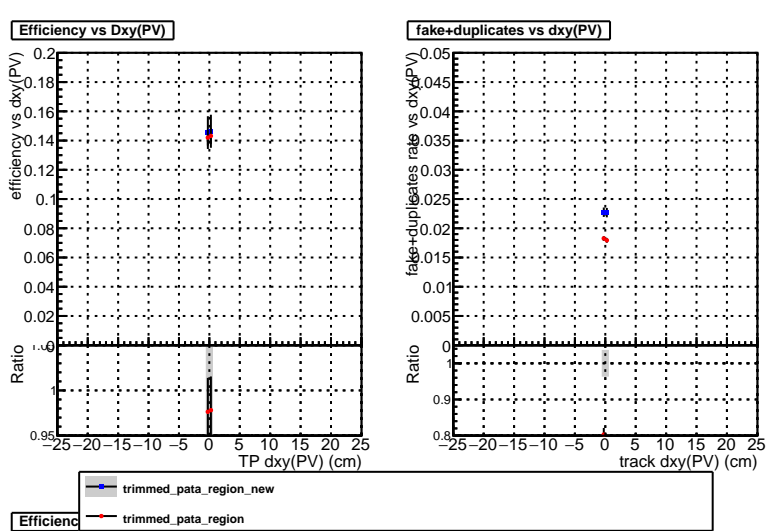 Efficiency vs Dxy(PV)
fake+duplicates vs dxy(PV)
efficiency vs dxy(PV)
0.2
0.18
0.16
0.14
0.12
0.1
0.08
0.06
0.04
0.02
0
Ratio
1
0.95
−25 −20 −15 −10 −5 0 5 10 15 20 25
TP dxy(PV) (cm)
fake+duplicates rate vs dxy(PV)
0.05
0.045
0.04
0.035
0.03
0.025
0.02
0.015
0.01
0.005
0
Ratio
1
0.9
0.8
−25 −20 −15 −10 −5 0 5 10 15 20 25
track dxy(PV) (cm)
trimmed_pata_region_new
trimmed_pata_region
Efficienc